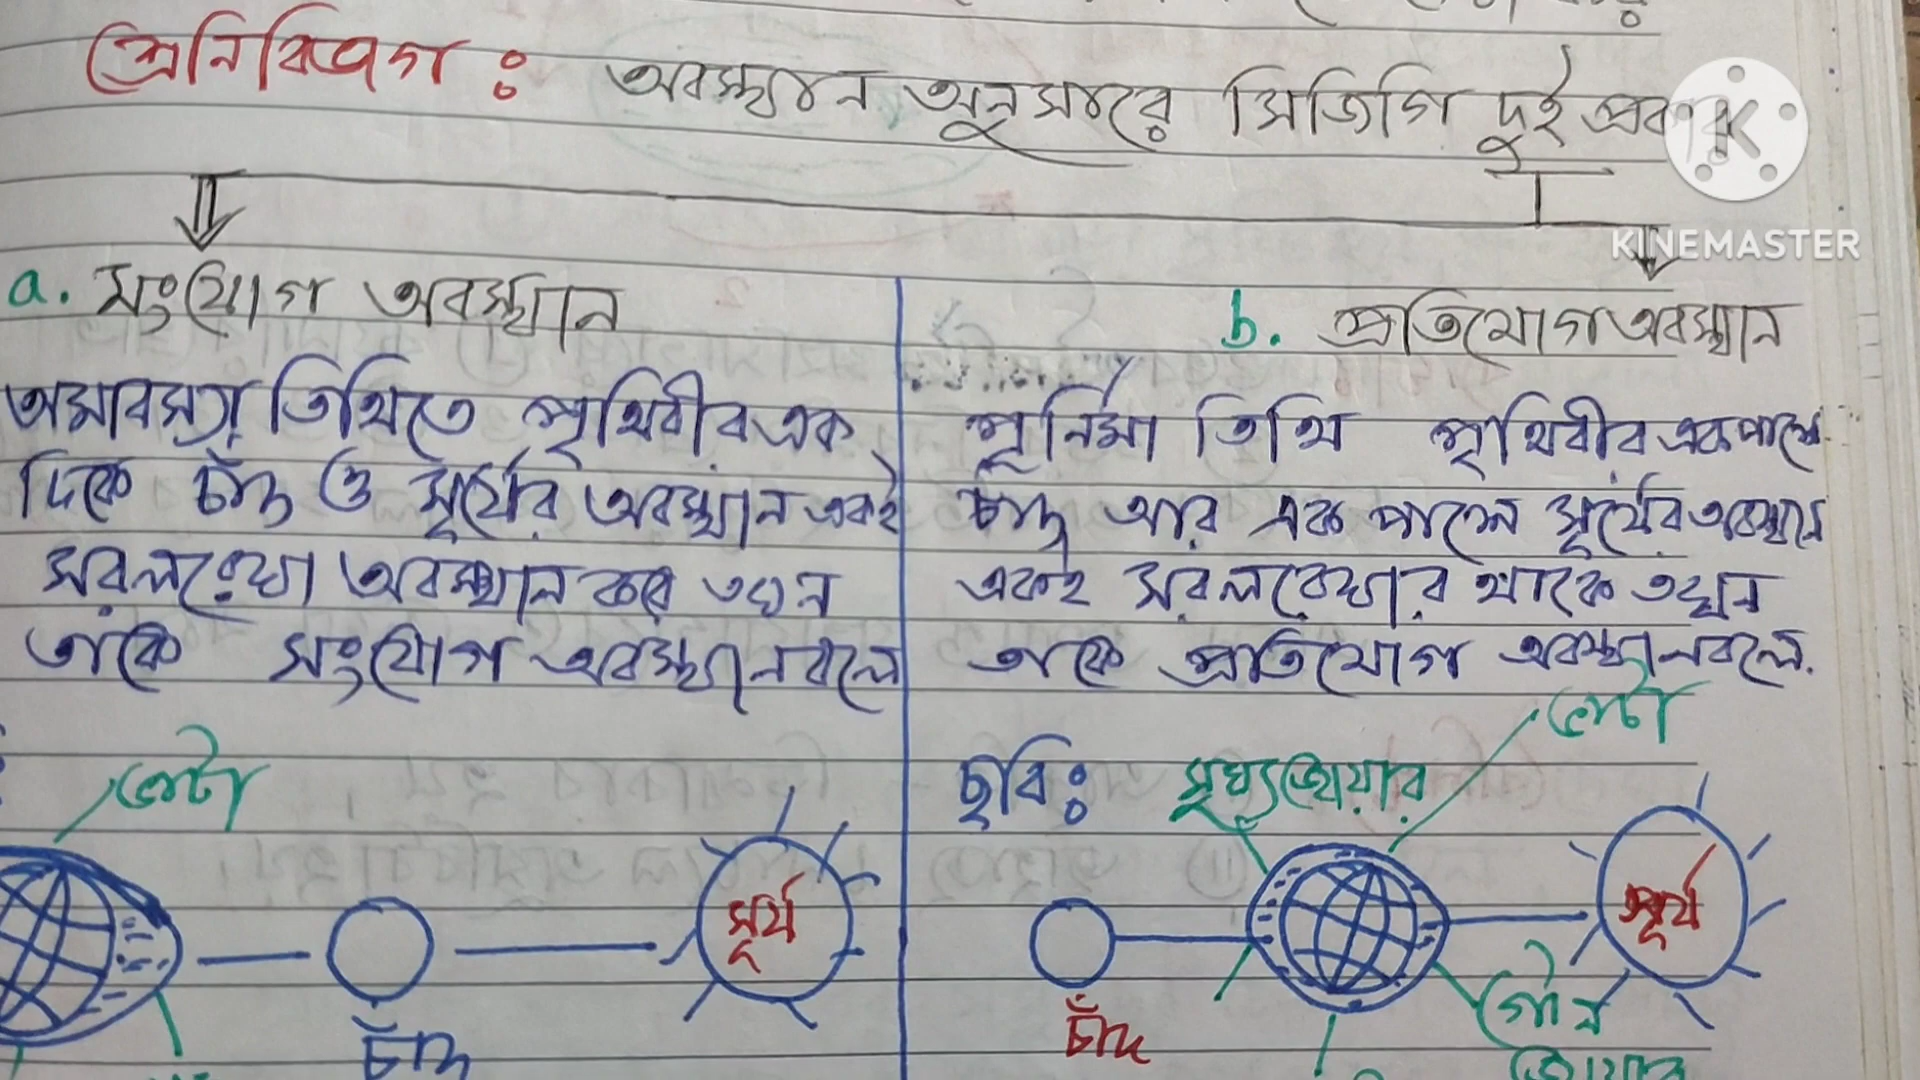 শ্রেনিবিভাগ : অবস্থান অনুসারে সিজিগি দুই প্রকার
KINEMASTER
a. সংযোগ অবস্থান
অমাবস্যা তিথিতে পৃথিবীর এক
দিকে চাঁদ ও সূর্যের অবস্থান একই
সরলরেখা অবস্থান করে তখন
তাকে সংযোগ অবস্থান বলে
ভাটা
সূর্য
চাঁদ
b. প্রতিযোগ অবস্থান
পূর্নিমা তিথি পৃথিবীর এক পাশে
চাঁদ আর এক পাশে সূর্যের অবস্থানে
একই সরলরেখার থাকে তখন
তাকে প্রতিযোগ অবস্থান বলে.
ভাটা
ছবি: মুখ্য জোয়ার
সূর্য
চাঁদ
গৌন
জোয়ার